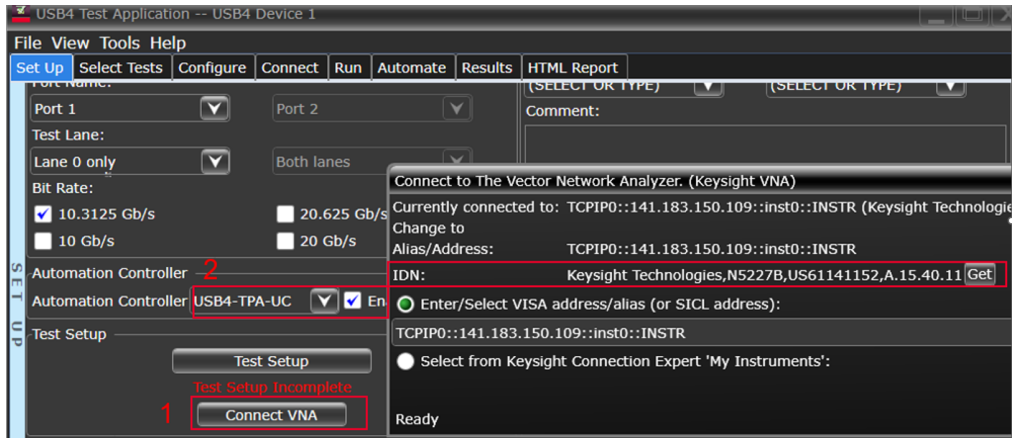 USB4 Test Application -- USB4 Device 1
File View Tools Help
Set Up Select Tests Configure Connect Run Automate Results HTML Report
Port Name:
Port 1 Port 2
Test Lane:
Lane 0 only Both lanes
Bit Rate:
10.3125 Gb/s 20.625 Gb/s
10 Gb/s 20 Gb/s
SET UP
Automation Controller 2
Automation Controller USB4-TPA-UC En
Test Setup
Test Setup
Test Setup Incomplete
1 Connect VNA
(SELECT OR TYPE) (SELECT OR TYPE)
Comment:
Connect to The Vector Network Analyzer. (Keysight VNA)
Currently connected to: TCPIP0::141.183.150.109::inst0::INSTR (Keysight Technologie
Change to
Alias/Address: TCPIP0::141.183.150.109::inst0::INSTR
IDN: Keysight Technologies,N5227B,US61141152,A.15.40.11 Get
Enter/Select VISA address/alias (or SICL address):
TCPIP0::141.183.150.109::inst0::INSTR
Select from Keysight Connection Expert 'My Instruments':
Ready